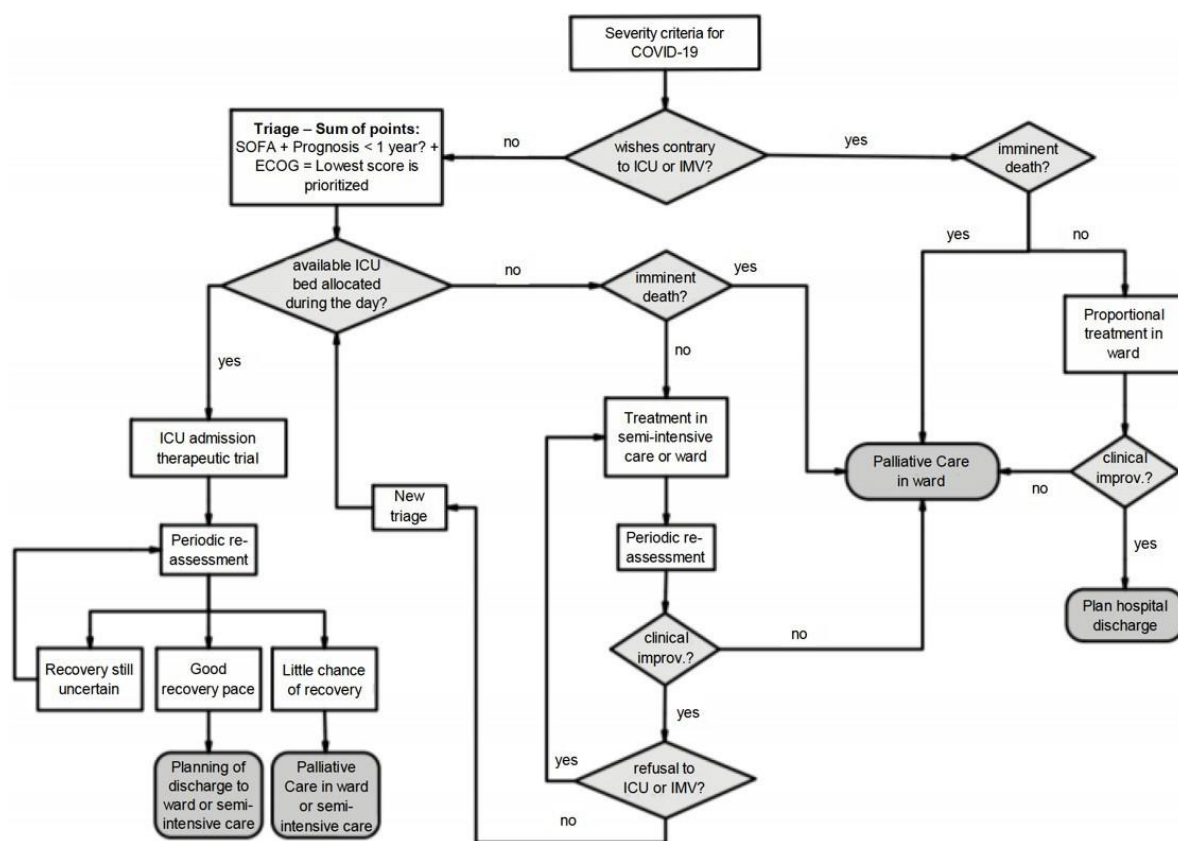 Severity criteria for
COVID-19
Triage – Sum of points:
SOFA + Prognosis < 1 year? +
ECOG = Lowest score is
prioritized
no
wishes contrary
to ICU or IMV?
yes
imminent
death?
available ICU
bed allocated
during the day?
no
imminent
death?
yes
yes
no
Proportional
treatment in
ward
yes
no
ICU admission
therapeutic trial
Treatment in
semi-intensive
care or ward
Palliative Care
in ward
no
clinical
improv.?
yes
New
triage
Periodic re-
assessment
Periodic re-
assessment
Plan hospital
discharge
clinical
improv.?
no
Recovery still
uncertain
Good
recovery pace
Little chance
of recovery
yes
Planning of
discharge to
ward or semi-
intensive care
Palliative
Care in ward
or semi-
intensive care
yes
refusal to
ICU or IMV?
no